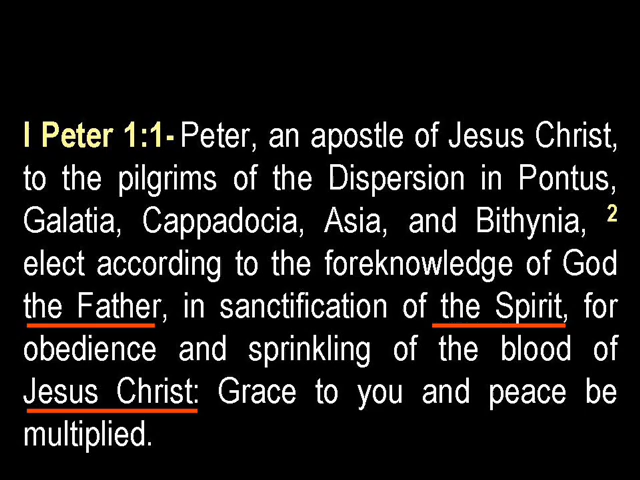 I Peter 1:1- Peter, an apostle of Jesus Christ,
to the pilgrims of the Dispersion in Pontus,
Galatia, Cappadocia, Asia, and Bithynia, 2
elect according to the foreknowledge of God
the Father, in sanctification of the Spirit, for
obedience and sprinkling of the blood of
Jesus Christ: Grace to you and peace be
multiplied.